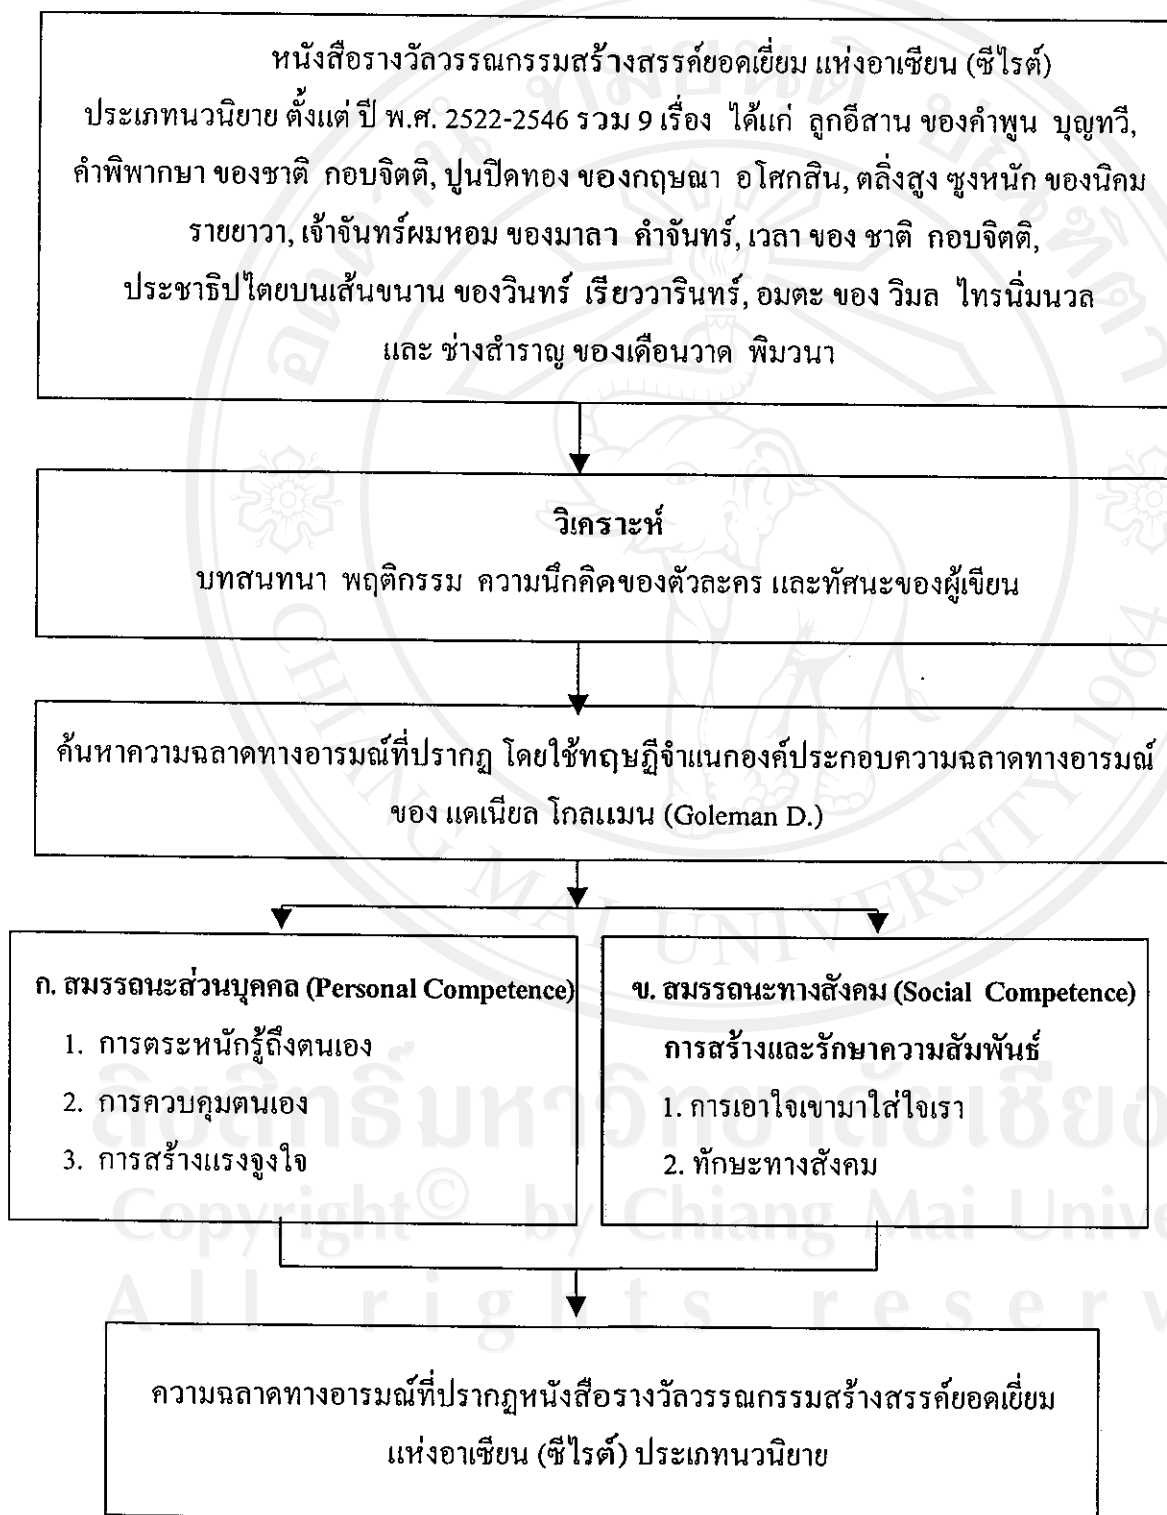 หนังสือรางวัลวรรณกรรมสร้างสรรค์ยอดเยี่ยม แห่งอาเซียน (ซีไรต์)
ประเภทนวนิยาย ตั้งแต่ ปี พ.ศ. 2522-2546 รวม 9 เรื่อง ได้แก่ ลูกอีสาน ของคำพูน บุญทวี,
คำพิพากษา ของชาติ กอบจิตติ, ปูนปิดทอง ของกฤษณา อโศกสิน, ตลิ่งสูง ซุงหนัก ของนิคม
รายยาวา, เจ้าจันทร์ผมหอม ของมาลา คำจันทร์, เวลา ของ ชาติ กอบจิตติ,
ประชาธิปไตยบนเส้นขนาน ของวินทร์ เรียววารินทร์, อมตะ ของ วิมล ไทรนิ่มนวล
และ ช่างสำราญ ของเดือนวาด พิมวนา
วิเคราะห์
บทสนทนา พฤติกรรม ความนึกคิดของตัวละคร และทัศนะของผู้เขียน
ค้นหาความฉลาดทางอารมณ์ที่ปรากฏ โดยใช้ทฤษฎีจำแนกองค์ประกอบความฉลาดทางอารมณ์
ของ แดเนียล โกลแมน (Goleman D.)
ก. สมรรถนะส่วนบุคคล (Personal Competence)
1. การตระหนักรู้ถึงตนเอง
2. การควบคุมตนเอง
3. การสร้างแรงจูงใจ
ข. สมรรถนะทางสังคม (Social Competence)
การสร้างและรักษาความสัมพันธ์
1. การเอาใจเขามาใส่ใจเรา
2. ทักษะทางสังคม
ความฉลาดทางอารมณ์ที่ปรากฏหนังสือรางวัลวรรณกรรมสร้างสรรค์ยอดเยี่ยม
แห่งอาเซียน (ซีไรต์) ประเภทนวนิยาย
CHIANG MAI UNIVERSITY 1964
ลิขสิทธิ์มหาวิทยาลัยเชียง
Copyright© by Chiang Mai Unive
All rights reserv